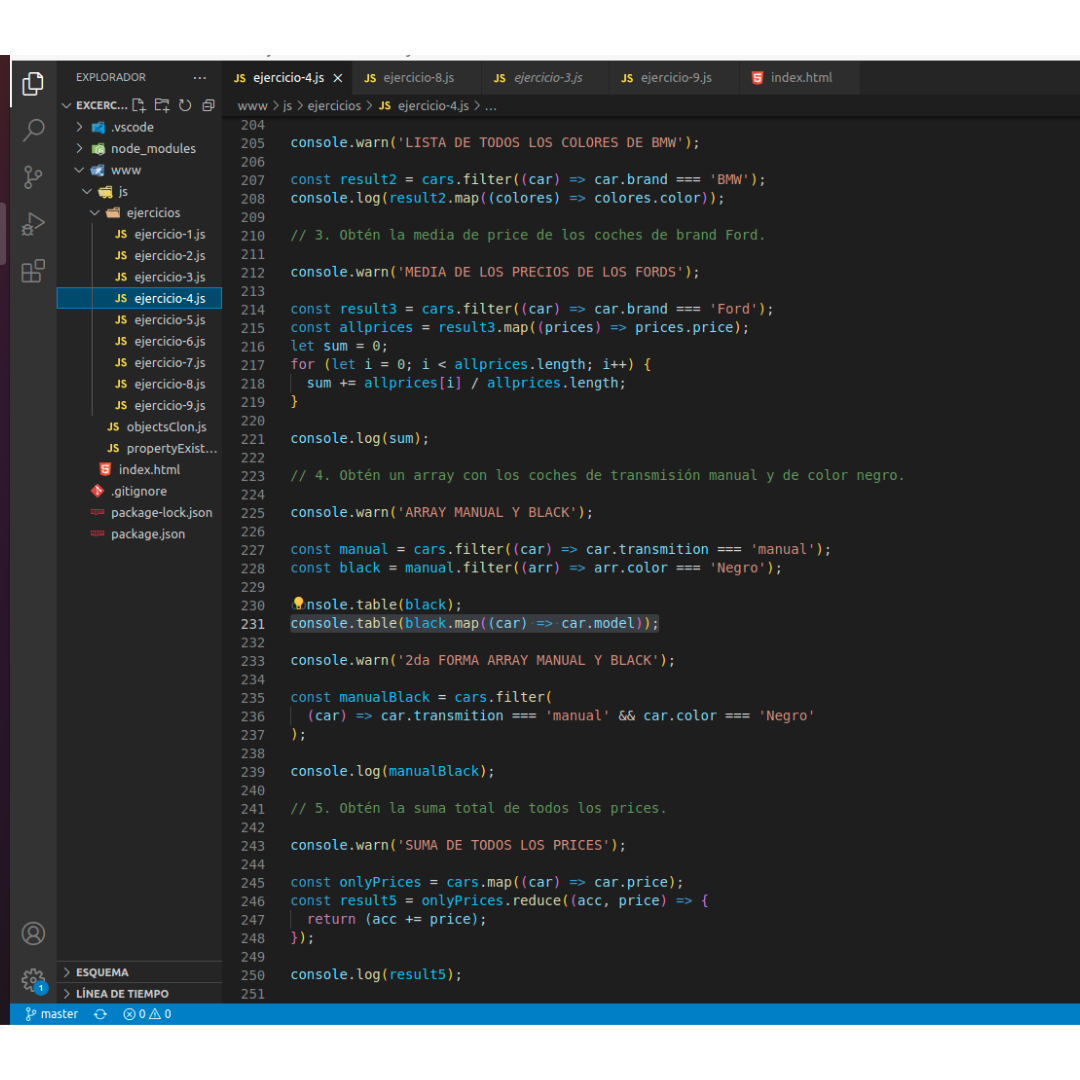 EXPLORADOR ...
ejercicio-4.js
ejercicio-8.js
ejercicio-3.js
ejercicio-9.js
index.html
EXCERC...
www > js > ejercicios > JS ejercicio-4.js > ...
.vscode
node_modules
www
js
ejercicios
JS ejercicio-1.js
JS ejercicio-2.js
JS ejercicio-3.js
JS ejercicio-4.js
JS ejercicio-5.js
JS ejercicio-6.js
JS ejercicio-7.js
JS ejercicio-8.js
JS ejercicio-9.js
JS objectsClon.js
JS propertyExist...
index.html
.gitignore
package-lock.json
package.json
ESQUEMA
LÍNEA DE TIEMPO
204
205 console.warn('LISTA DE TODOS LOS COLORES DE BMW');
206
207 const result2 = cars.filter((car) => car.brand === 'BMW');
208 console.log(result2.map((colores) => colores.color));
209
210 // 3. Obtén la media de price de los coches de brand Ford.
211
212 console.warn('MEDIA DE LOS PRECIOS DE LOS FORDS');
213
214 const result3 = cars.filter((car) => car.brand === 'Ford');
215 const allprices = result3.map((prices) => prices.price);
216 let sum = 0;
217 for (let i = 0; i < allprices.length; i++) {
218 sum += allprices[i] / allprices.length;
219 }
220
221 console.log(sum);
222
223 // 4. Obtén un array con los coches de transmisión manual y de color negro.
224
225 console.warn('ARRAY MANUAL Y BLACK');
226
227 const manual = cars.filter((car) => car.transmition === 'manual');
228 const black = manual.filter((arr) => arr.color === 'Negro');
229
230 nsole.table(black);
231 console.table(black.map((car) => car.model));
232
233 console.warn('2da FORMA ARRAY MANUAL Y BLACK');
234
235 const manualBlack = cars.filter(
236 (car) => car.transmition === 'manual' && car.color === 'Negro'
237 );
238
239 console.log(manualBlack);
240
241 // 5. Obtén la suma total de todos los prices.
242
243 console.warn('SUMA DE TODOS LOS PRICES');
244
245 const onlyPrices = cars.map((car) => car.price);
246 const result5 = onlyPrices.reduce((acc, price) => {
247 return (acc += price);
248 });
249
250 console.log(result5);
251
1
master 0 0